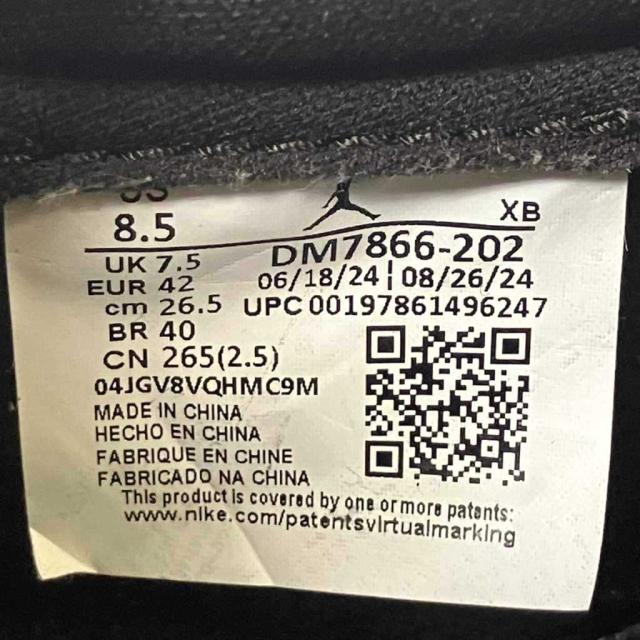 US
8.5
XB
UK 7.5
DM7866-202
EUR 42
06/18/24 | 08/26/24
cm 26.5
UPC 00197861496247
BR 40
CN 265(2.5)
04JGV8VQHMC9M
MADE IN CHINA
HECHO EN CHINA
FABRIQUE EN CHINE
FABRICADO NA CHINA
This product is covered by one or more patents:
www.nike.com/patentsvirtualmarking